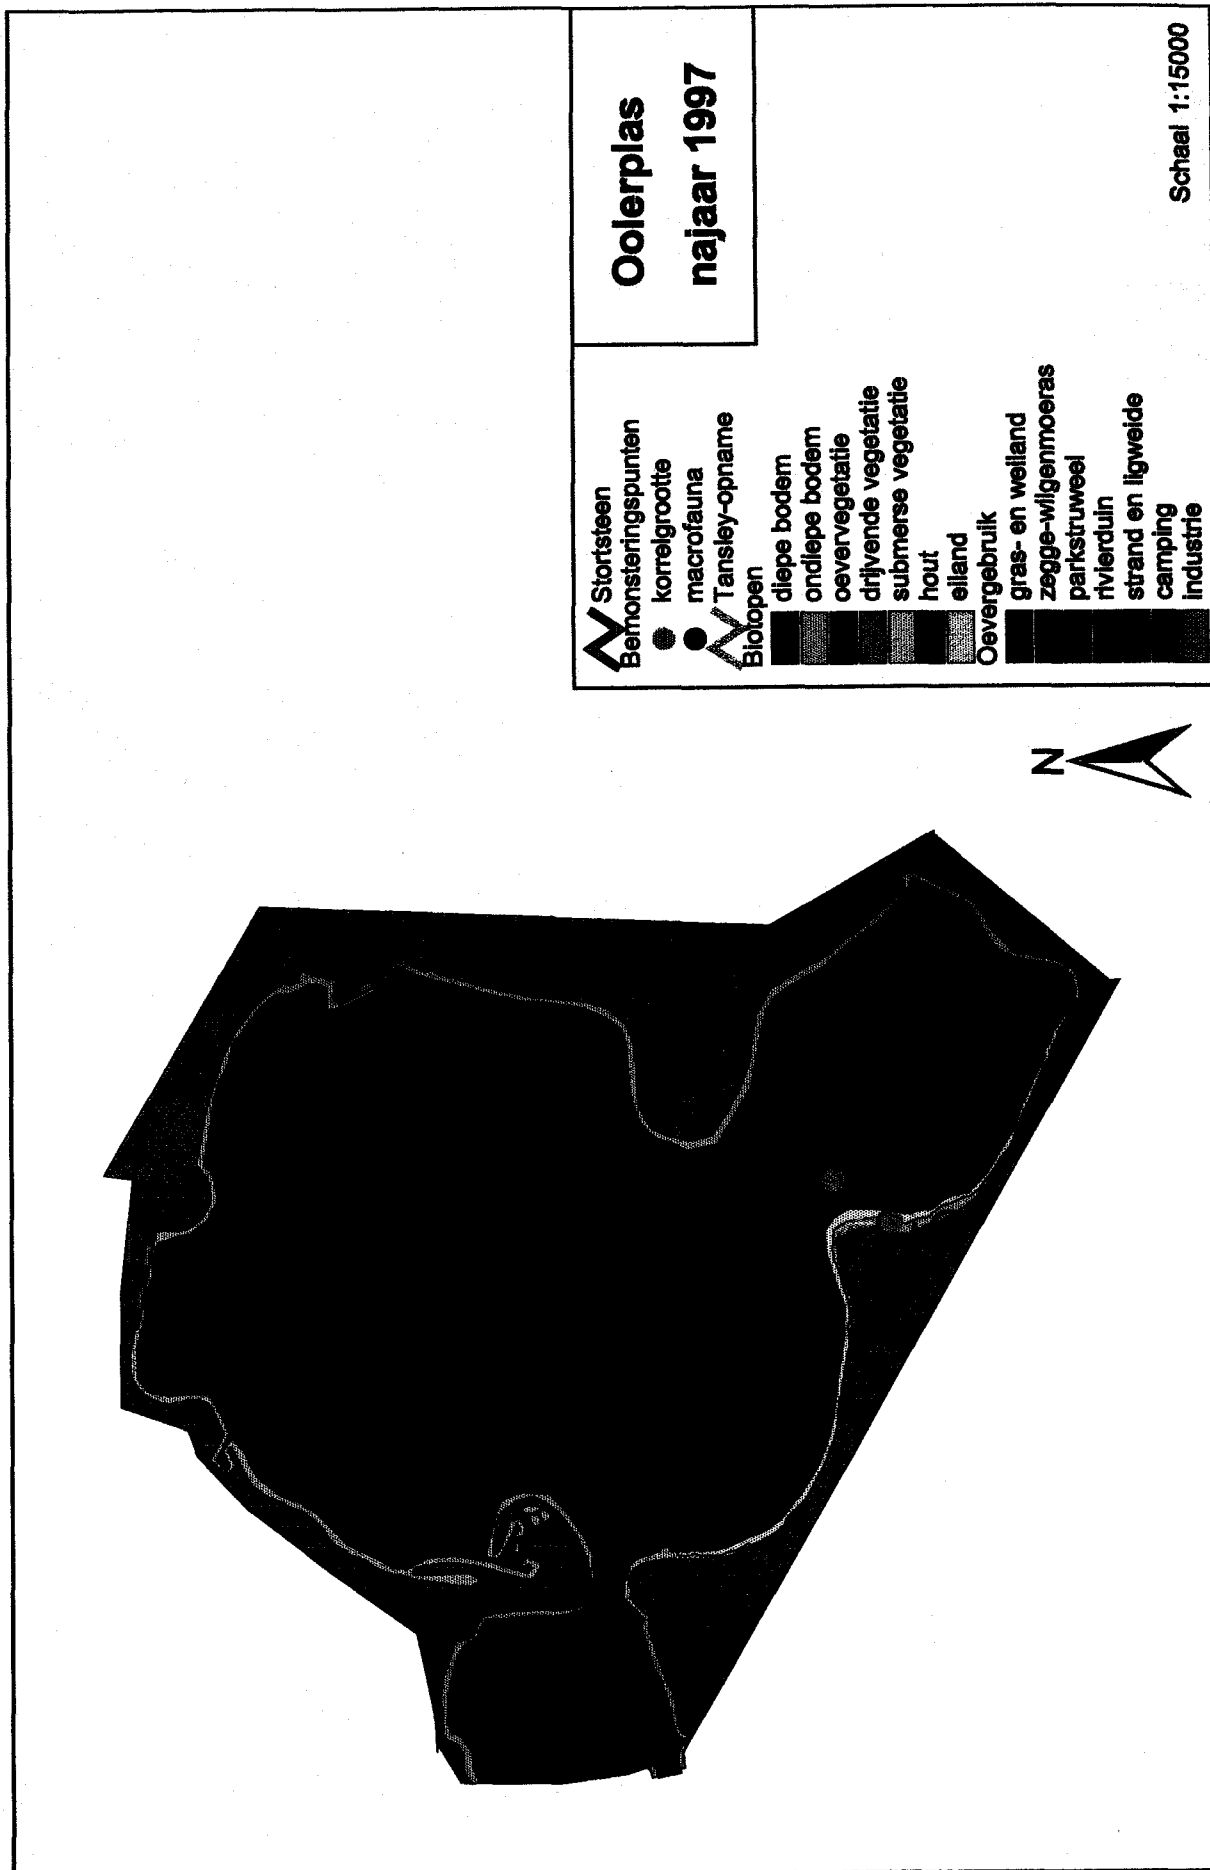 Oolerplas
najaar 1997
Stortsteen
Bemonsteringspunten
korrelgrootte
macrofauna
Tansley-opname
Biotopen
diepe bodem
ondiepe bodem
oevervegetatie
drijvende vegetatie
submerse vegetatie
hout
eiland
Oevergebruik
gras- en weiland
zegge-wilgenmoeras
parkstruweel
rivierduin
strand en ligweide
camping
industrie
N
Schaal 1:15000